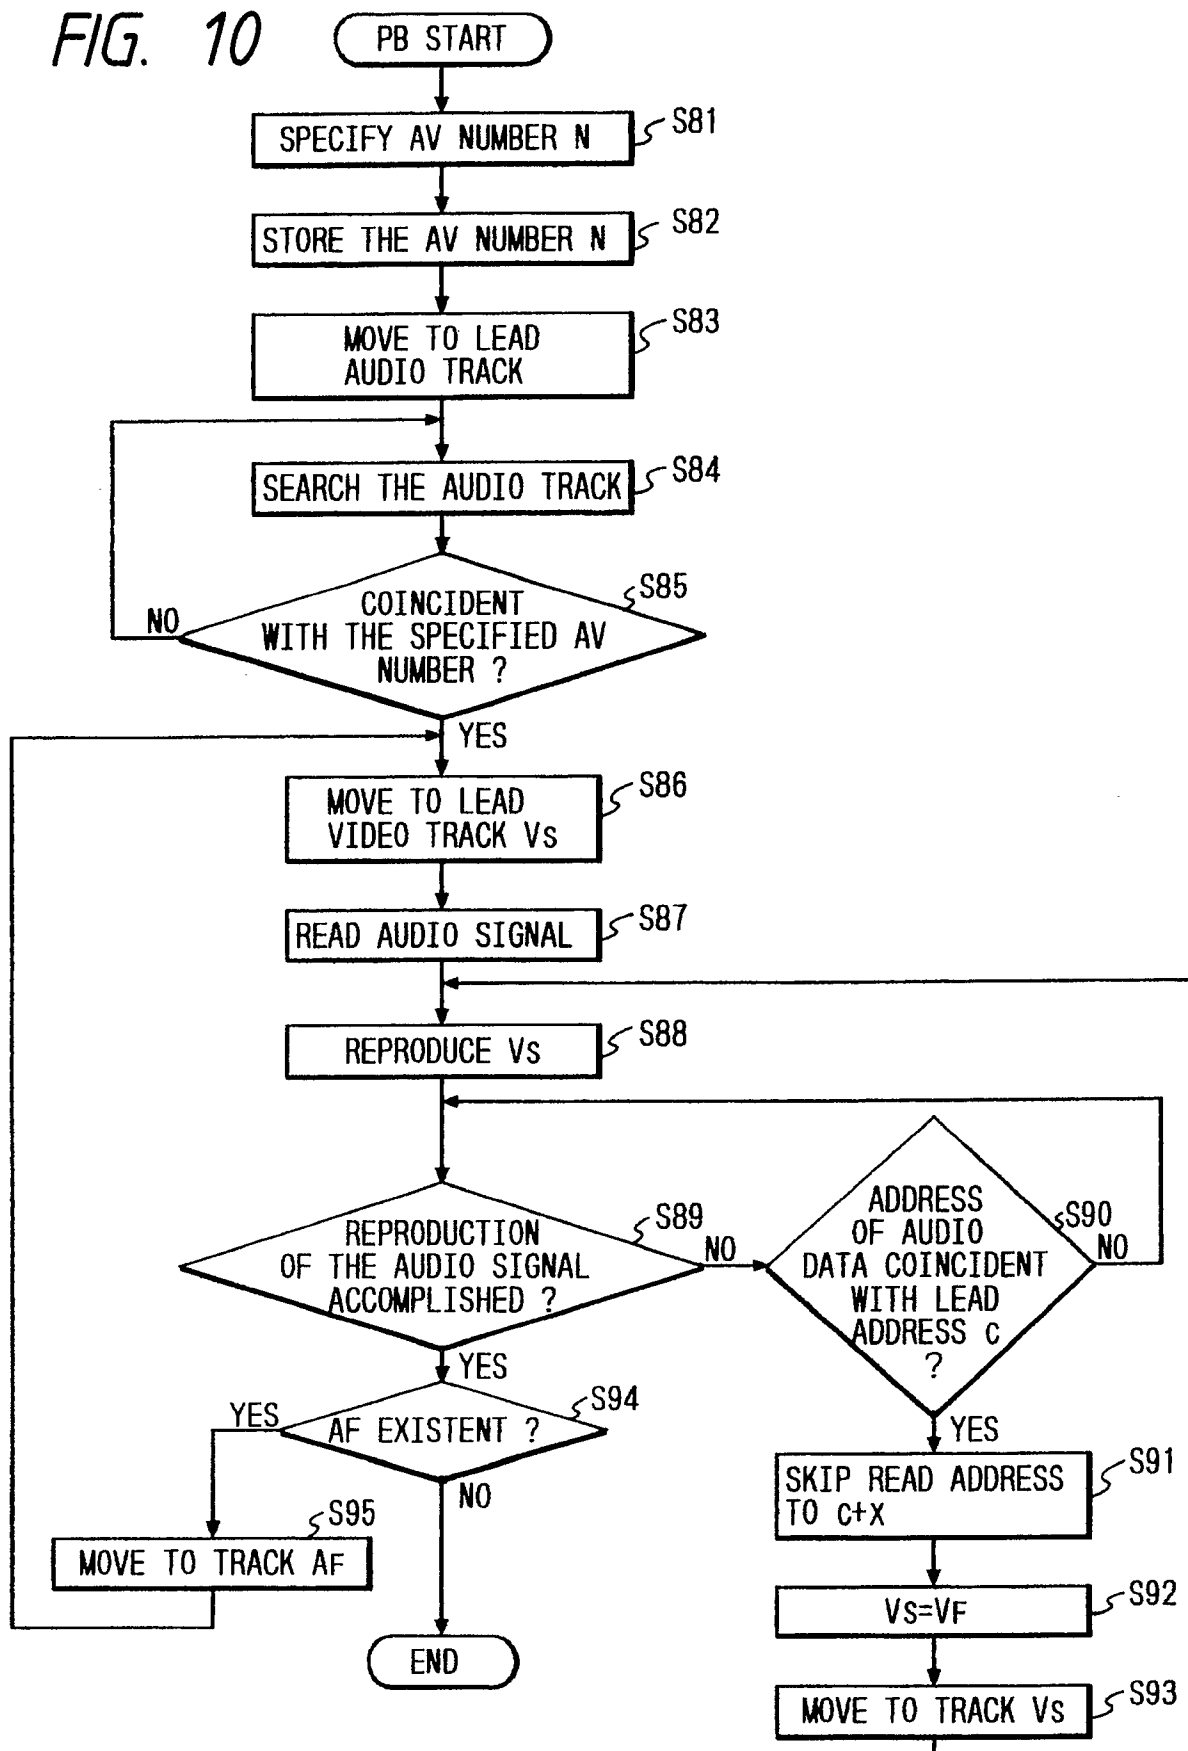 FIG. 10
PB START
SPECIFY AV NUMBER N
S81
STORE THE AV NUMBER N
S82
MOVE TO LEAD
AUDIO TRACK
S83
SEARCH THE AUDIO TRACK
S84
COINCIDENT
WITH THE SPECIFIED AV
NUMBER ?
S85
NO
YES
MOVE TO LEAD
VIDEO TRACK Vs
S86
READ AUDIO SIGNAL
S87
REPRODUCE Vs
S88
REPRODUCTION
OF THE AUDIO SIGNAL
ACCOMPLISHED ?
S89
NO
ADDRESS
OF AUDIO
DATA COINCIDENT
WITH LEAD
ADDRESS c
?
S90
NO
YES
YES
AF EXISTENT ?
S94
YES
NO
SKIP READ ADDRESS
TO c+x
S91
MOVE TO TRACK AF
S95
Vs=VF
S92
END
MOVE TO TRACK Vs
S93